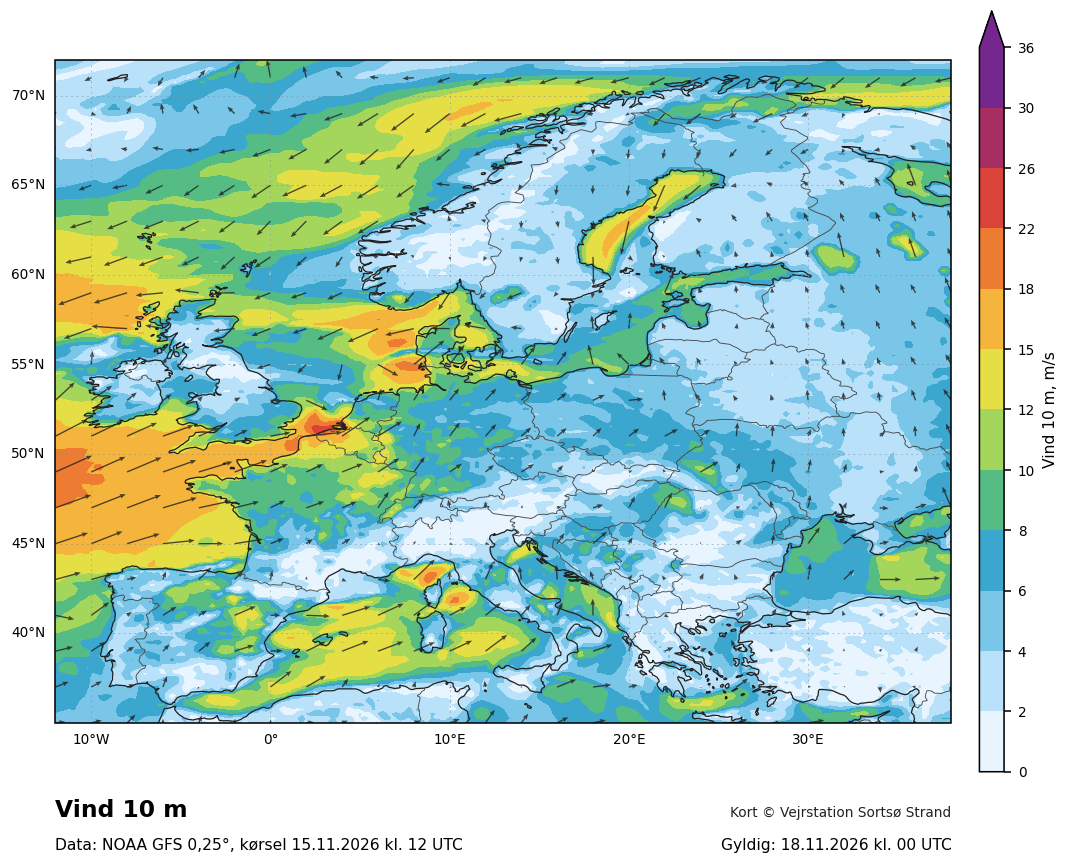 36
30
26
22
18
15
12
10
8
6
4
2
0
Vind 10 m, m/s
70°N
65°N
60°N
55°N
50°N
45°N
40°N
10°W
0°
10°E
20°E
30°E
Vind 10 m
Kort © Vejrstation Sortsø Strand
Data: NOAA GFS 0,25°, kørsel 15.11.2026 kl. 12 UTC
Gyldig: 18.11.2026 kl. 00 UTC